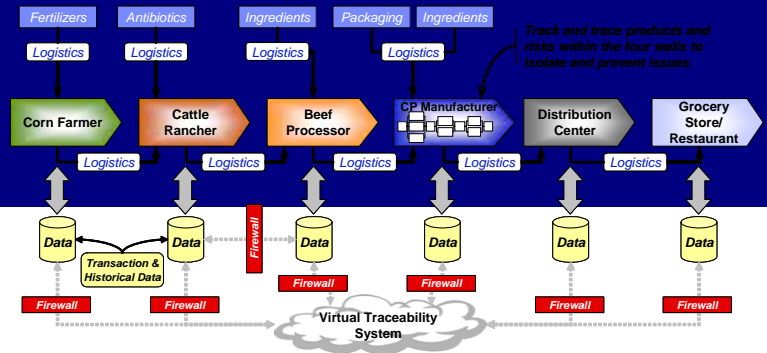 Fertilizers
Antibiotics
Ingredients
Packaging
Ingredients
Logistics
Logistics
Logistics
Logistics
Track and trace products and
risks within the four walls to
isolate and prevent issues
Corn Farmer
Cattle
Rancher
Beef
Processor
CP Manufacturer
Distribution
Center
Grocery
Store/
Restaurant
Logistics
Logistics
Logistics
Logistics
Logistics
Data
Data
Data
Data
Data
Data
Firewall
Transaction &
Historical Data
Firewall
Firewall
Firewall
Firewall
Firewall
Firewall
Virtual Traceability
System